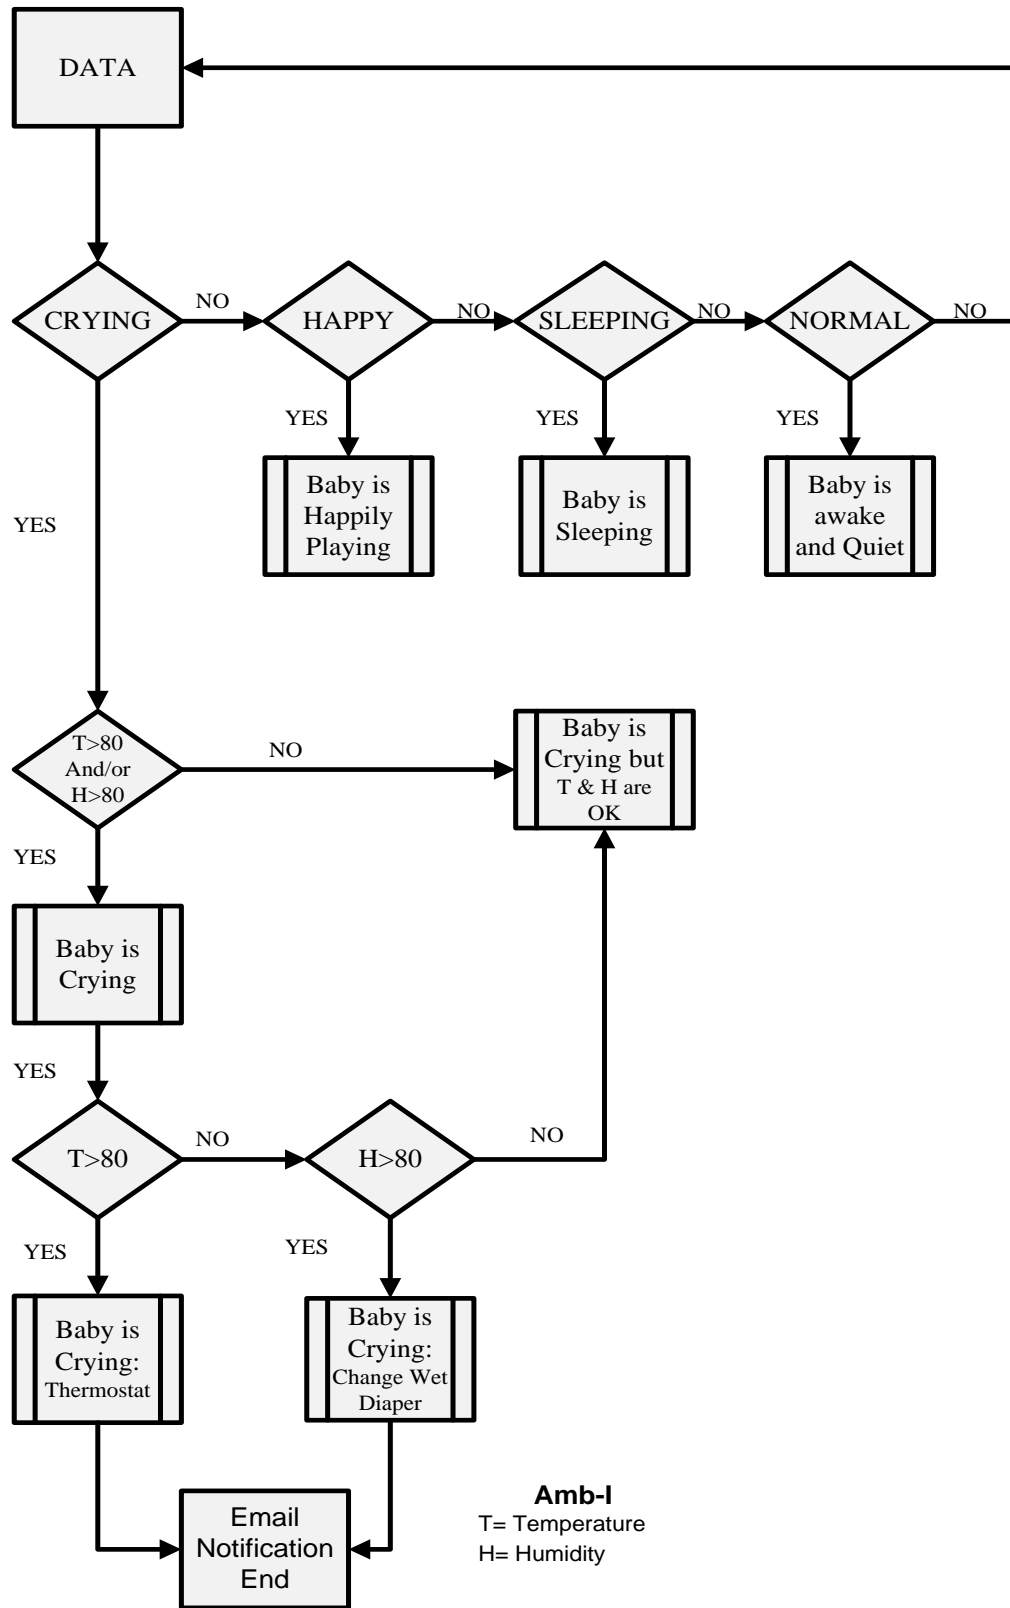 DATA
CRYING
NO
HAPPY
NO
SLEEPING
NO
NORMAL
NO
YES
YES
YES
YES
Baby is
Happily
Playing
Baby is
Sleeping
Baby is
awake
and Quiet
T>80
And/or
H>80
NO
Baby is
Crying but
T & H are
OK
YES
Baby is
Crying
YES
T>80
NO
H>80
NO
YES
YES
Baby is
Crying:
Thermostat
Baby is
Crying:
Change Wet
Diaper
Email
Notification
End
Amb-I
T= Temperature
H= Humidity